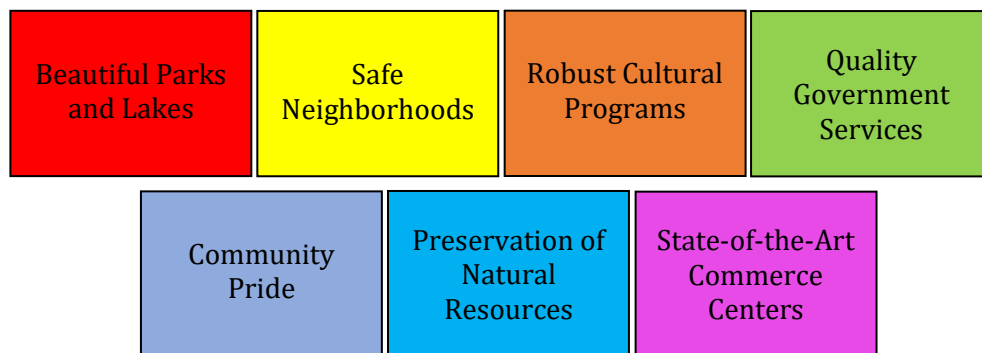 Beautiful Parks
and Lakes
Safe
Neighborhoods
Robust Cultural
Programs
Quality
Government
Services
Community
Pride
Preservation of
Natural
Resources
State-of-the-Art
Commerce
Centers